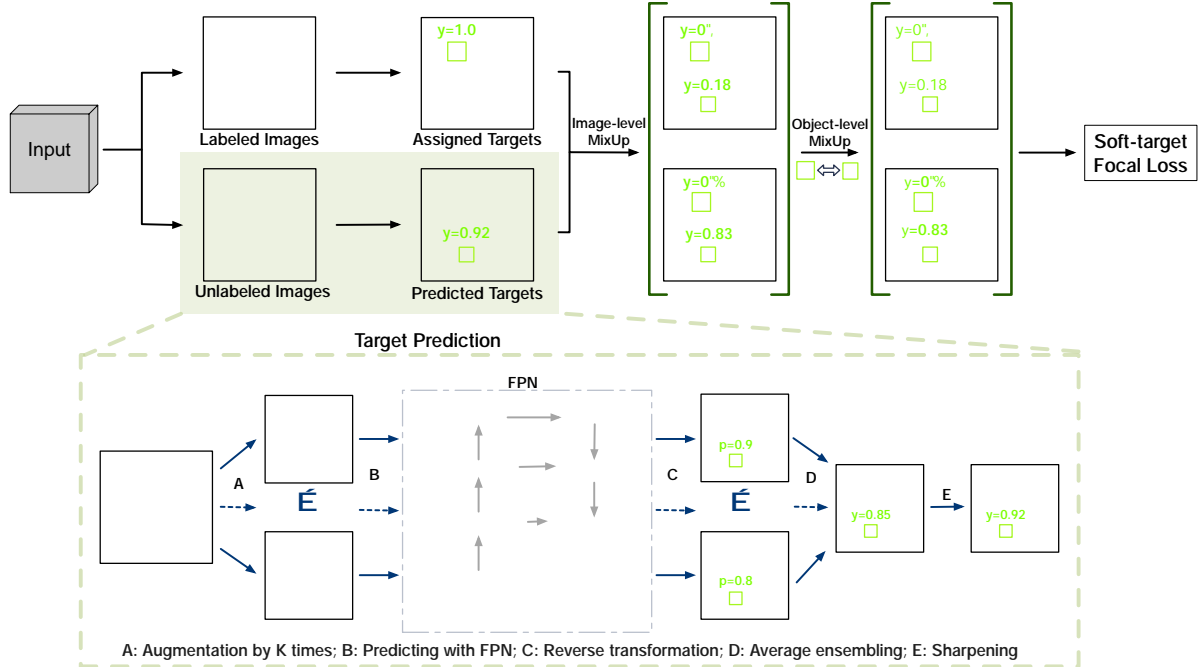 Input
Labeled Images
y=1.0
Assigned Targets
Unlabeled Images
y=0.92
Predicted Targets
Image-level
MixUp
y=0",
y=0.18
y=0"%
y=0.83
Object-level
MixUp
y=0",
y=0.18
y=0"%
y=0.83
Soft-target
Focal Loss
Target Prediction
A
É
B
FPN
C
p=0.9
É
p=0.8
D
y=0.85
E
y=0.92
A: Augmentation by K times; B: Predicting with FPN; C: Reverse transformation; D: Average ensembling; E: Sharpening